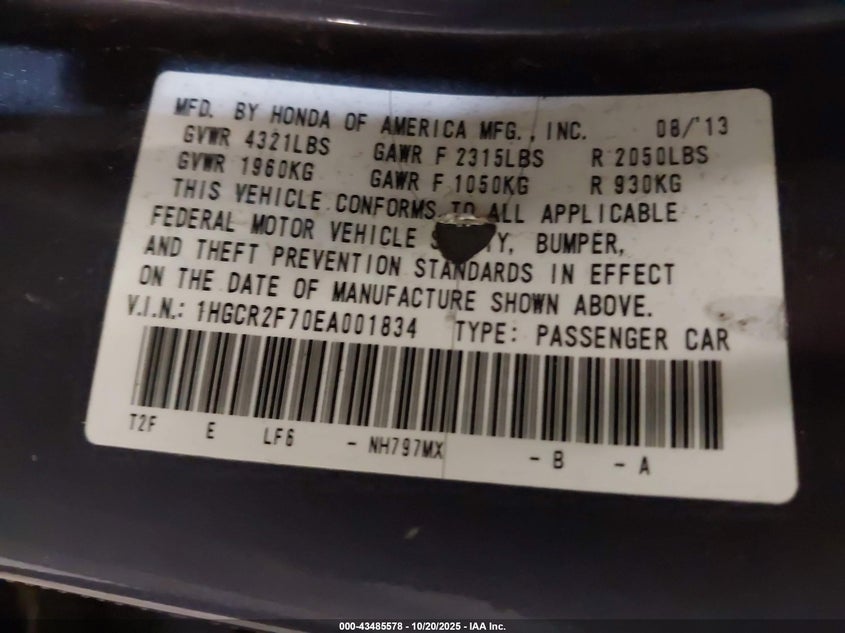 MFD. BY HONDA OF AMERICA MFG., INC. 08/'13
GVWR 4321LBS GAWR F 2315LBS R 2050LBS
GVWR 1960KG GAWR F 1050KG R 930KG
THIS VEHICLE CONFORMS TO ALL APPLICABLE
FEDERAL MOTOR VEHICLE S Y, BUMPER,
AND THEFT PREVENTION STANDARDS IN EFFECT
ON THE DATE OF MANUFACTURE SHOWN ABOVE.
V.I.N.: 1HGCR2F70EA001834 TYPE: PASSENGER CAR
T2F E LF6 - NH797MX - B - A
000-43485578 - 10/20/2025 - IAA Inc.